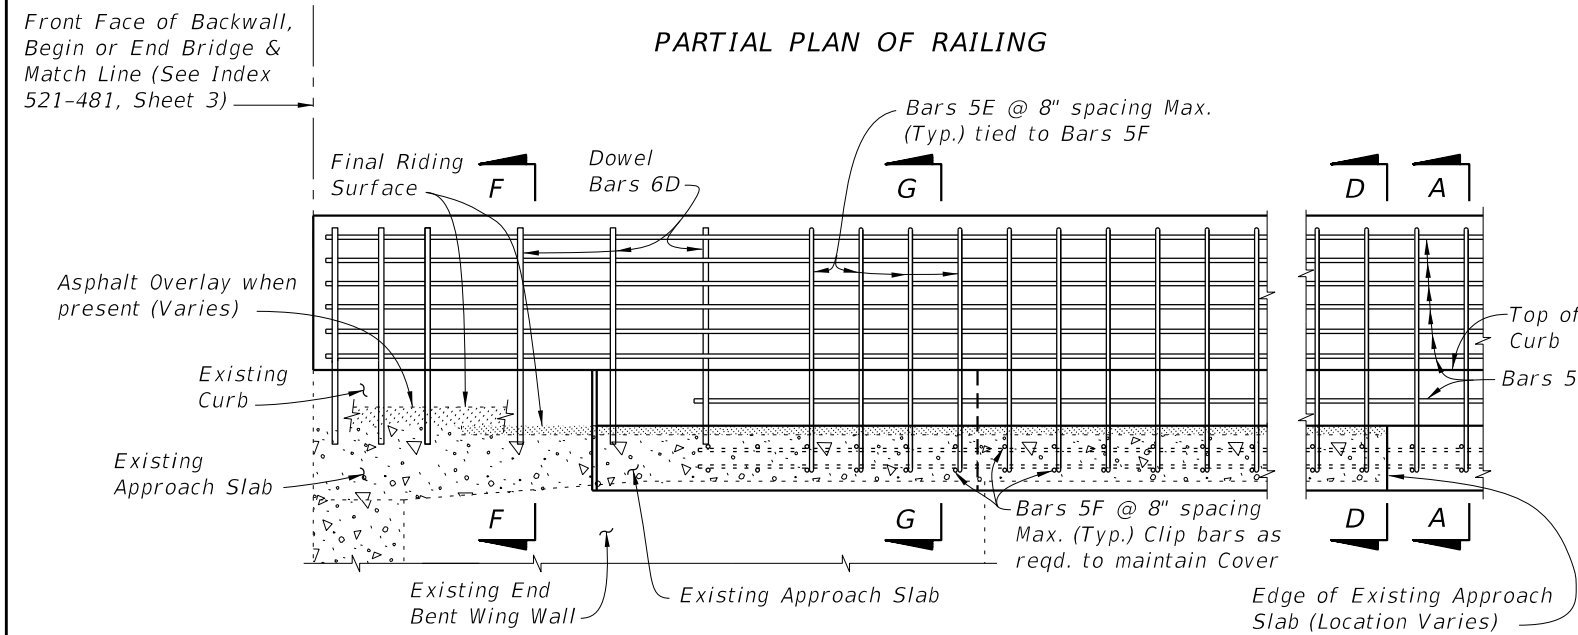 Front Face of Backwall,
Begin or End Bridge &
Match Line (See Index
521-481, Sheet 3)
PARTIAL PLAN OF RAILING
Bars 5E @ 8" spacing Max.
(Typ.) tied to Bars 5F
Final Riding
Surface
F
Dowel
Bars 6D
G
D
A
Asphalt Overlay when
present (Varies)
Top of
Curb
Existing
Curb
Bars 5
Existing
Approach Slab
F
G
Bars 5F @ 8" spacing
Max. (Typ.) Clip bars as
reqd. to maintain Cover
D
A
Existing End
Bent Wing Wall
Existing Approach Slab
Edge of Existing Approach
Slab (Location Varies)